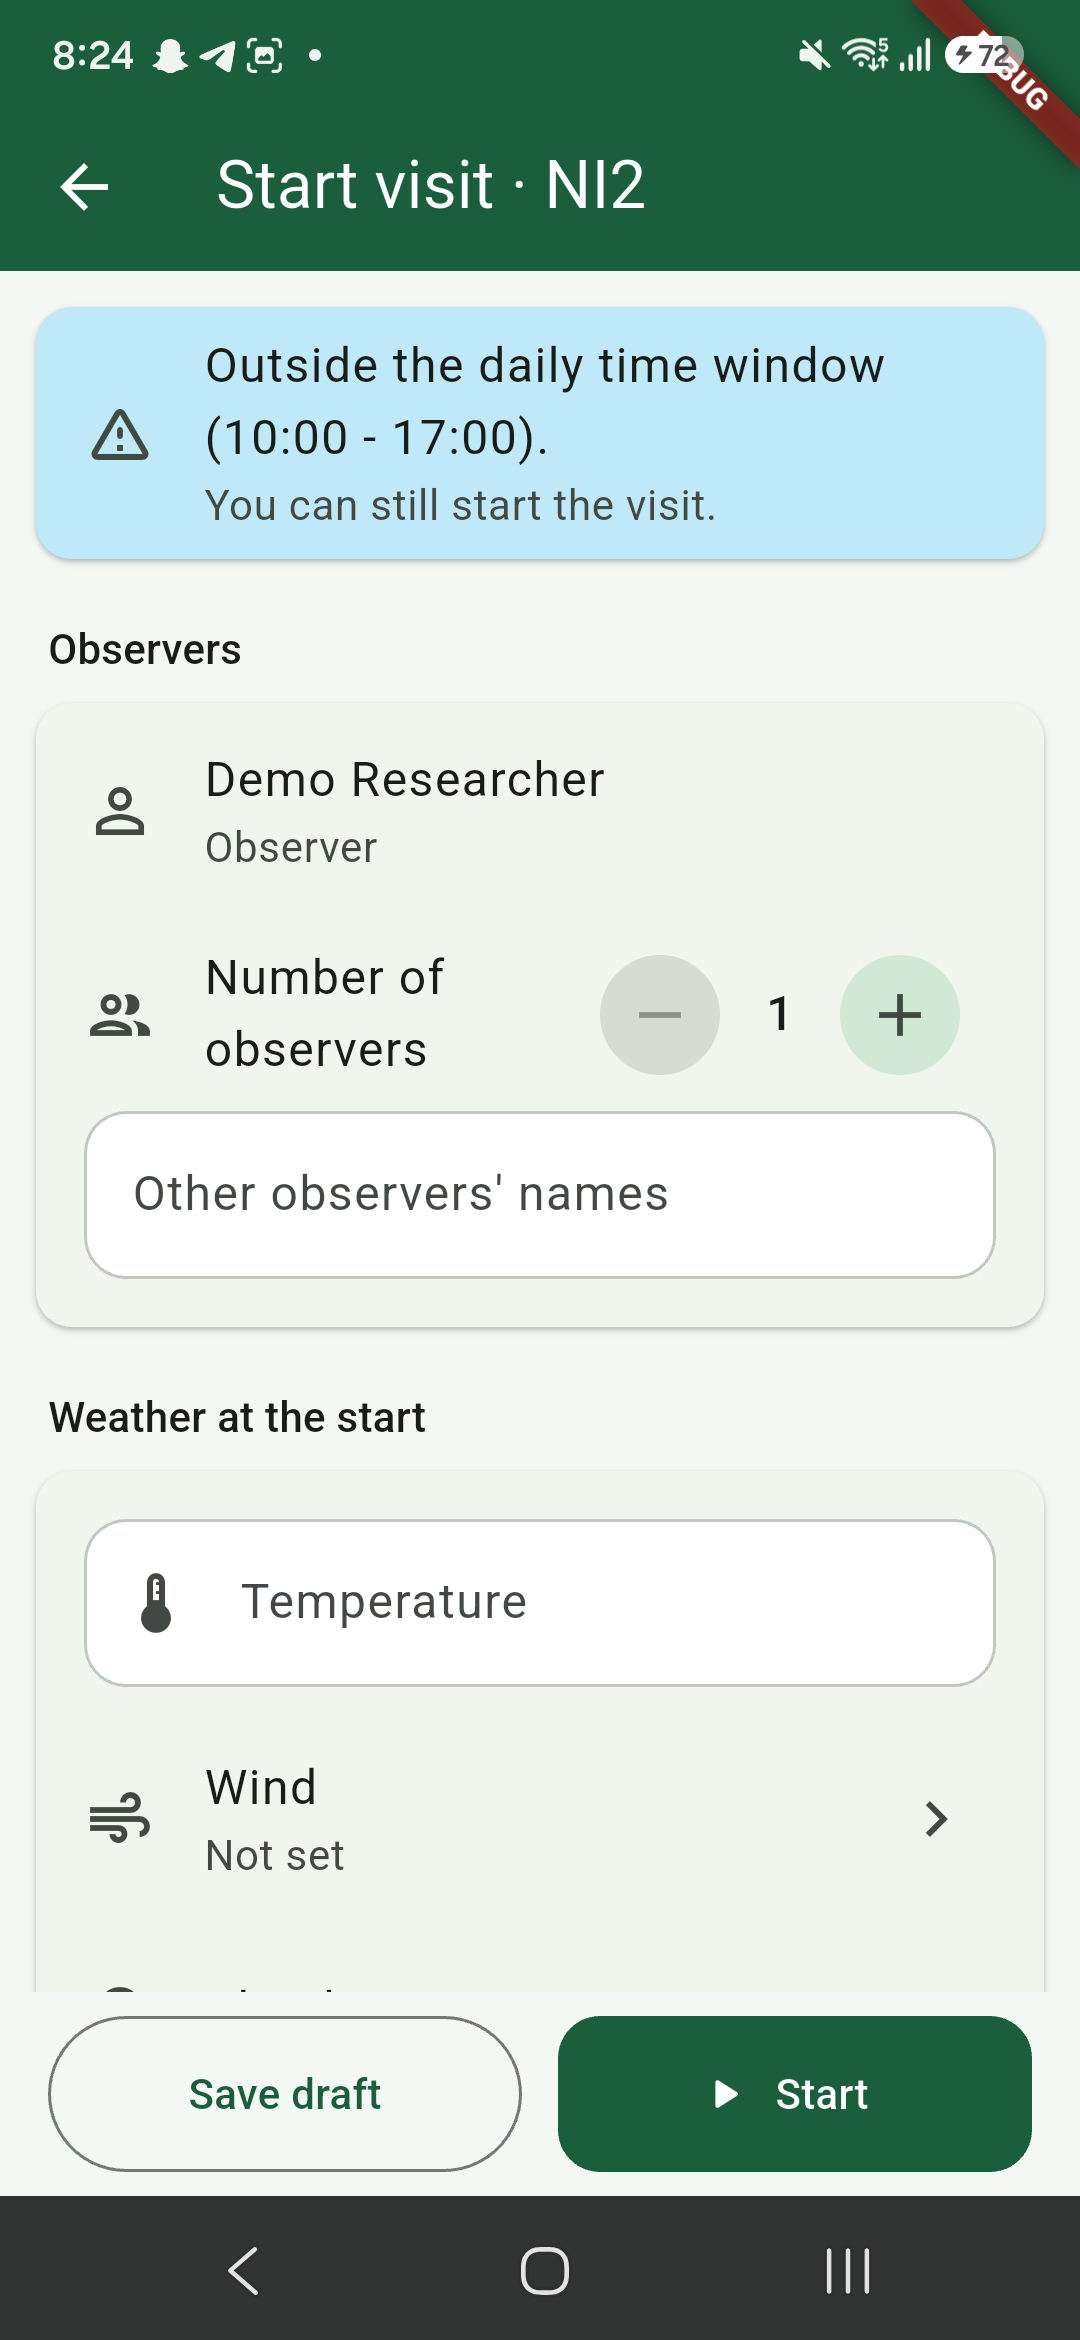 8:24
5
72
BUG
Start visit · NI2
Outside the daily time window
(10:00 - 17:00).
You can still start the visit.
Observers
Demo Researcher
Observer
Number of
observers
1
Other observers' names
Weather at the start
Temperature
Wind
Not set
Save draft
Start